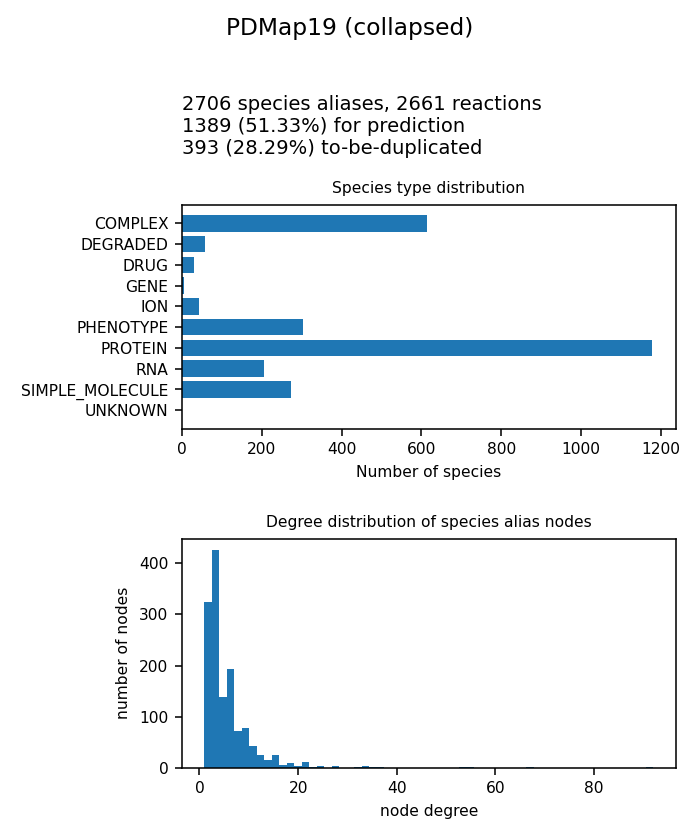 PDMap19 (collapsed)
2706 species aliases, 2661 reactions
1389 (51.33%) for prediction
393 (28.29%) to-be-duplicated
Species type distribution
COMPLEX
DEGRADED
DRUG
GENE
ION
PHENOTYPE
PROTEIN
RNA
SIMPLE_MOLECULE
UNKNOWN
0 200 400 600 800 1000 1200
Number of species
Degree distribution of species alias nodes
400
300
200
100
0
number of nodes
0 20 40 60 80
node degree